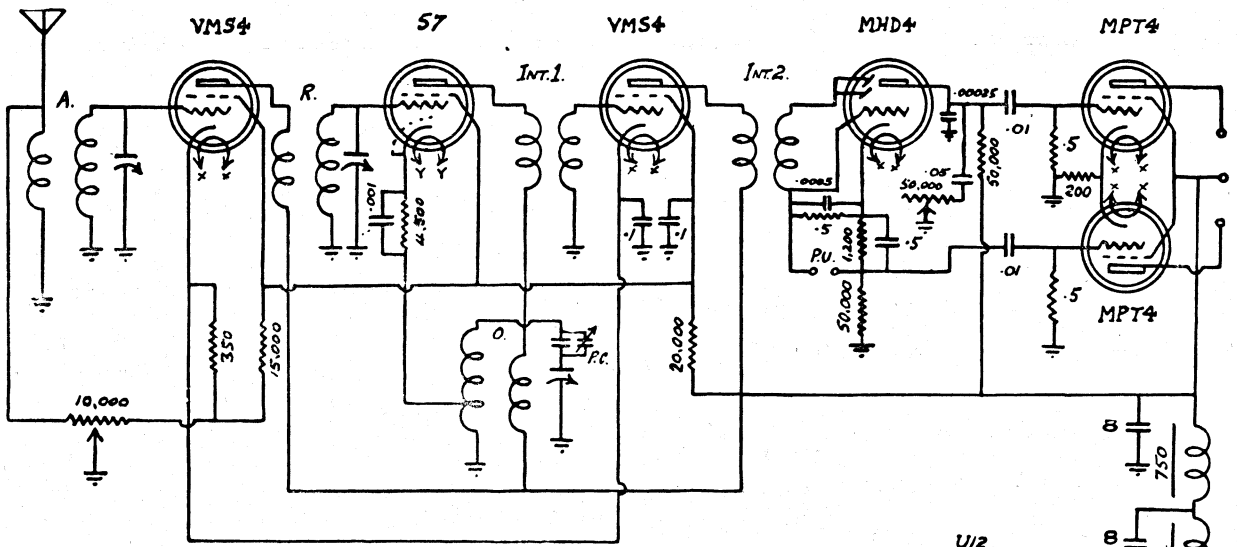 VMS4 57 VMS4 MHD4 MPT4
A. R. INT.1. INT.2.
.00025
.01
50,000
.5
200
X X X X Y Y X X X X X X
.0005
.05
50,000
.001
.1 .1
.5
1,200
.5
P.U.
.01
.5
MPT4
350
15.000
O.
P.C.
20.000
50.000
10,000
8
750
8
U12